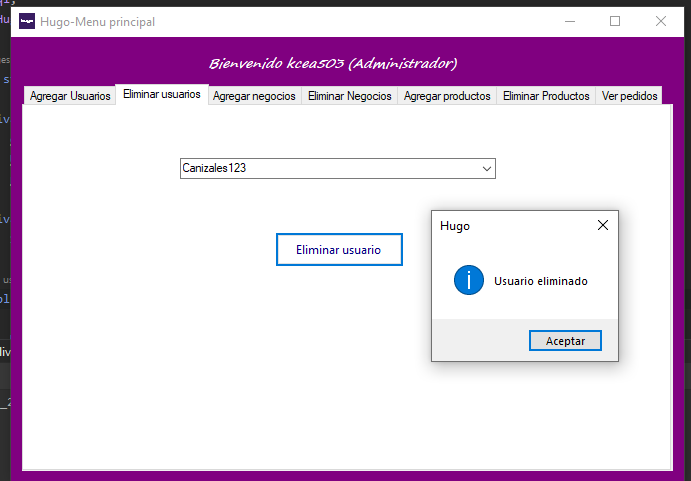 hugo
Hugo-Menu principal
Bienvenido kcea503 (Administrador)
Agregar Usuarios
Eliminar usuarios
Agregar negocios
Eliminar Negocios
Agregar productos
Eliminar Productos
Ver pedidos
Canizales123
Eliminar usuario
Hugo
Usuario eliminado
Aceptar